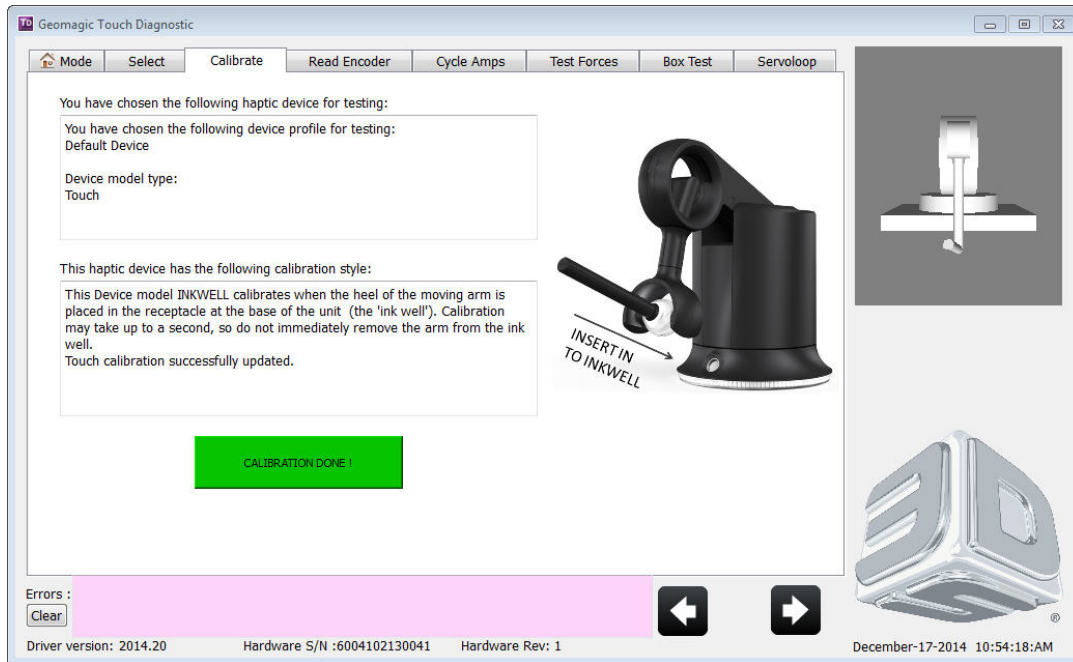 Geomagic Touch Diagnostic
Mode Select Calibrate Read Encoder Cycle Amps Test Forces Box Test Servoloop
You have chosen the following haptic device for testing:
You have chosen the following device profile for testing:
Default Device
Device model type:
Touch
This haptic device has the following calibration style:
This Device model INKWELL calibrates when the heel of the moving arm is
placed in the receptacle at the base of the unit (the 'ink well'). Calibration
may take up to a second, so do not immediately remove the arm from the ink
well.
Touch calibration successfully updated.
INSERT IN
TO INKWELL
CALIBRATION DONE !
Errors :
Clear
Driver version: 2014.20 Hardware S/N :6004102130041 Hardware Rev: 1
December-17-2014 10:54:18:AM
TD
3
D
S
®